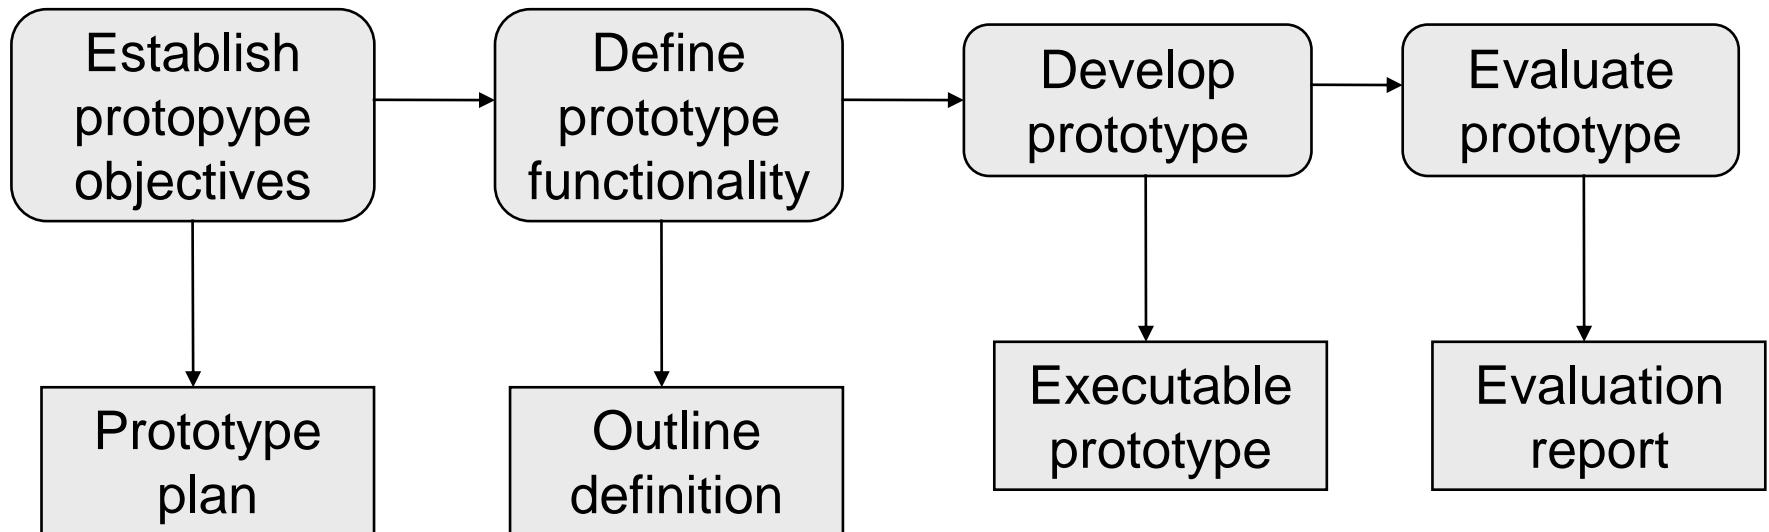 Establish
protopype
objectives
Define
prototype
functionality
Develop
prototype
Evaluate
prototype
Prototype
plan
Outline
definition
Executable
prototype
Evaluation
report